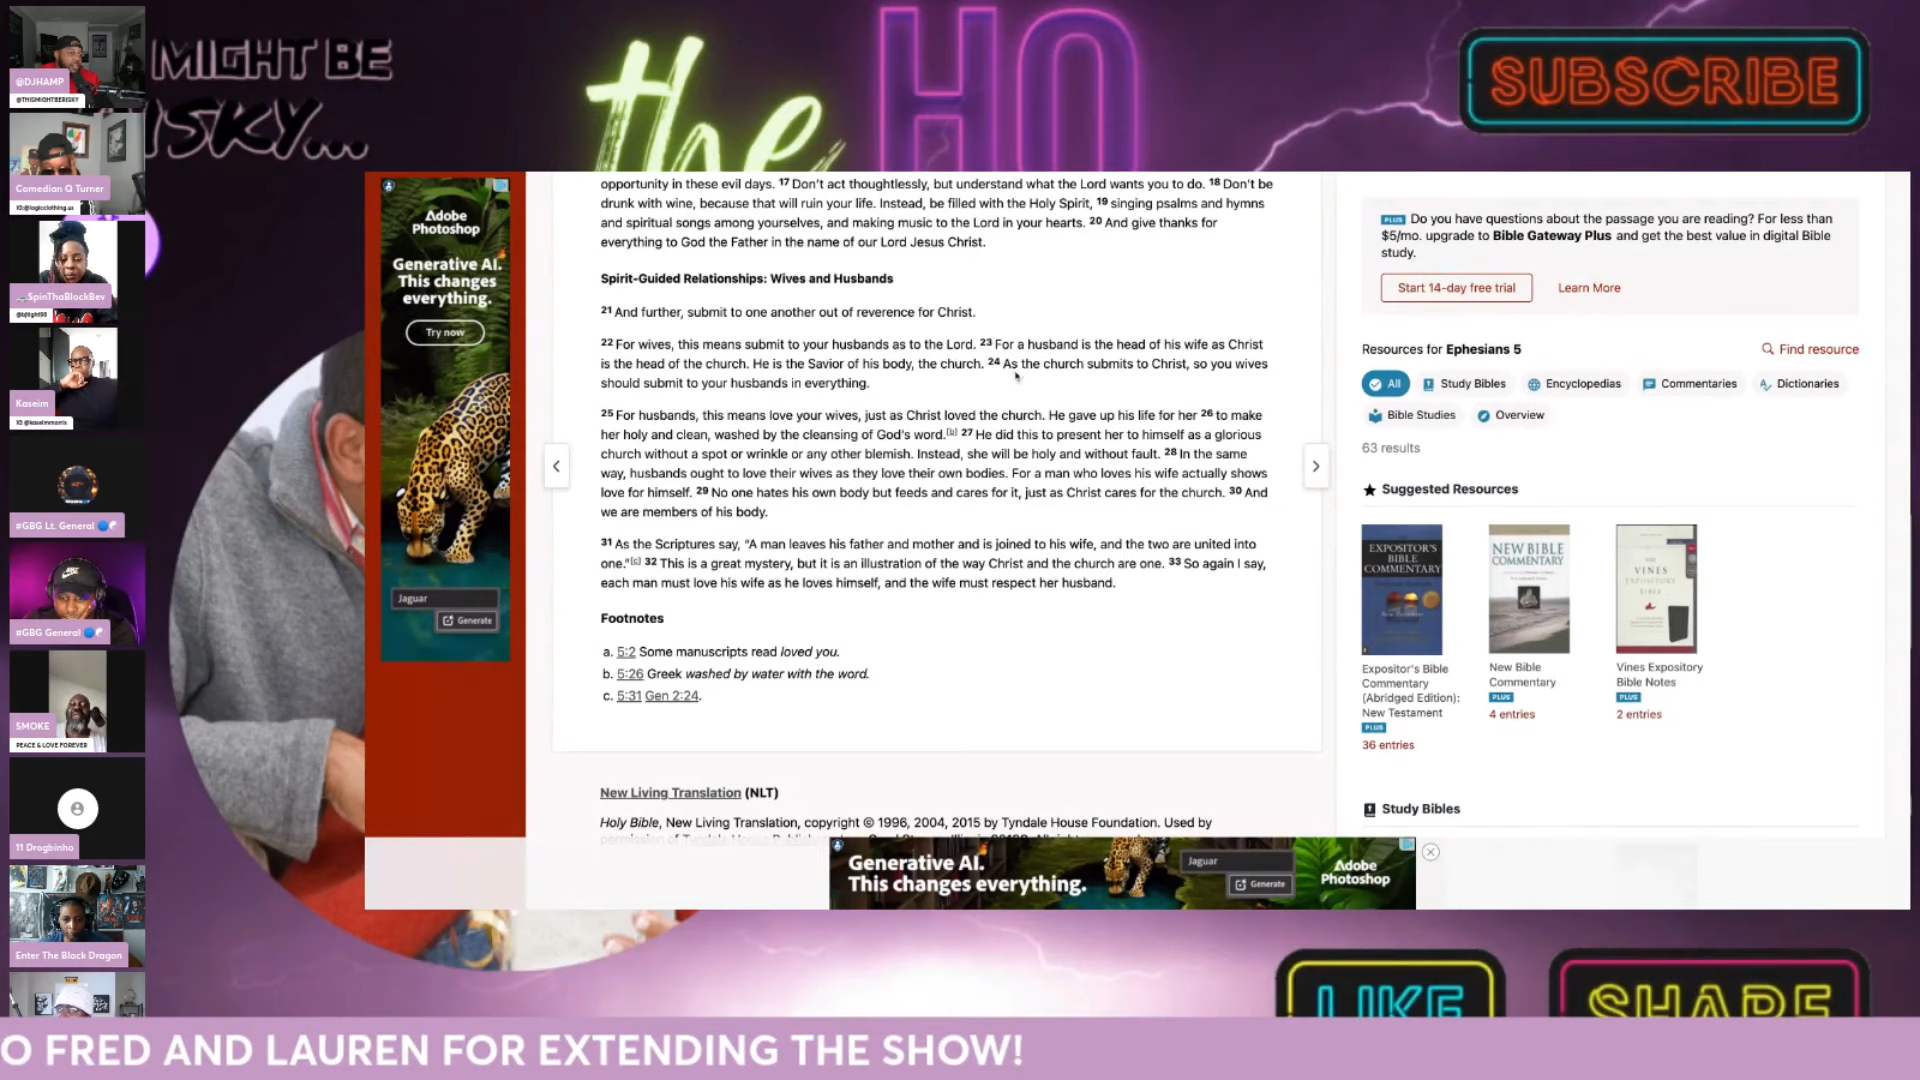 @DJHAMP
@THISMIGHTBERISKY
Comedian Q Turner
IG:@logicclothing.us
SpinThaBlockBev
Kaseim
IG @kaseimmorris
#GBG Lt. General
#GBG General
SMOKE
PEACE & LOVE FOREVER
11 Drogbinho
Enter The Black Dragon
MIGHT BE
ISKY...
the HO
SUBSCRIBE
Adobe
Photoshop
Generative AI.
This changes
everything.
Try now
Jaguar
Generate
opportunity in these evil days. 17 Don't act thoughtlessly, but understand what the Lord wants you to do. 18 Don't be
drunk with wine, because that will ruin your life. Instead, be filled with the Holy Spirit, 19 singing psalms and hymns
and spiritual songs among yourselves, and making music to the Lord in your hearts. 20 And give thanks for
everything to God the Father in the name of our Lord Jesus Christ.
Spirit-Guided Relationships: Wives and Husbands
21 And further, submit to one another out of reverence for Christ.
22 For wives, this means submit to your husbands as to the Lord. 23 For a husband is the head of his wife as Christ
is the head of the church. He is the Savior of his body, the church. 24 As the church submits to Christ, so you wives
should submit to your husbands in everything.
25 For husbands, this means love your wives, just as Christ loved the church. He gave up his life for her 26 to make
her holy and clean, washed by the cleansing of God's word.[b] 27 He did this to present her to himself as a glorious
church without a spot or wrinkle or any other blemish. Instead, she will be holy and without fault. 28 In the same
way, husbands ought to love their wives as they love their own bodies. For a man who loves his wife actually shows
love for himself. 29 No one hates his own body but feeds and cares for it, just as Christ cares for the church. 30 And
we are members of his body.
31 As the Scriptures say, "A man leaves his father and mother and is joined to his wife, and the two are united into
one."[c] 32 This is a great mystery, but it is an illustration of the way Christ and the church are one. 33 So again I say,
each man must love his wife as he loves himself, and the wife must respect her husband.
Footnotes
a. 5:2 Some manuscripts read loved you.
b. 5:26 Greek washed by water with the word.
c. 5:31 Gen 2:24.
New Living Translation (NLT)
Holy Bible, New Living Translation, copyright © 1996, 2004, 2015 by Tyndale House Foundation. Used by
PLUS Do you have questions about the passage you are reading? For less than
$5/mo. upgrade to Bible Gateway Plus and get the best value in digital Bible
study.
Start 14-day free trial
Learn More
Resources for Ephesians 5
Find resource
All
Study Bibles
Encyclopedias
Commentaries
Dictionaries
Bible Studies
Overview
63 results
Suggested Resources
EXPOSITOR'S
BIBLE
COMMENTARY
NEW BIBLE
COMMENTARY
THE
VINES
EXPOSITORY
BIBLE
Expositor's Bible
Commentary
(Abridged Edition):
New Testament
PLUS
36 entries
New Bible
Commentary
PLUS
4 entries
Vines Expository
Bible Notes
PLUS
2 entries
Study Bibles
Generative AI.
This changes everything.
Jaguar
Generate
Adobe
Photoshop
LIKE
SHARE
O FRED AND LAUREN FOR EXTENDING THE SHOW!